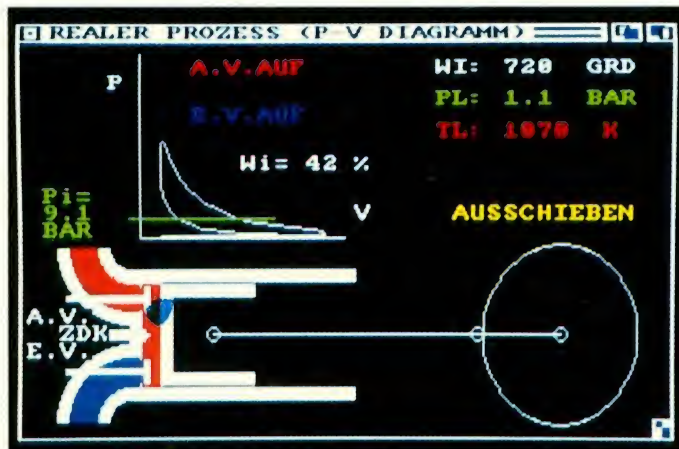 REALER PROZESS (P-V DIAGRAMM)
P
A.V.AUF
E.V.AUF
WI: 720 GRD
PL: 1.1 BAR
TL: 1070 K
Wi= 42 %
Pi=
9.1
BAR
V
AUSSCHIEBEN
A.V.
ZDK
E.V.